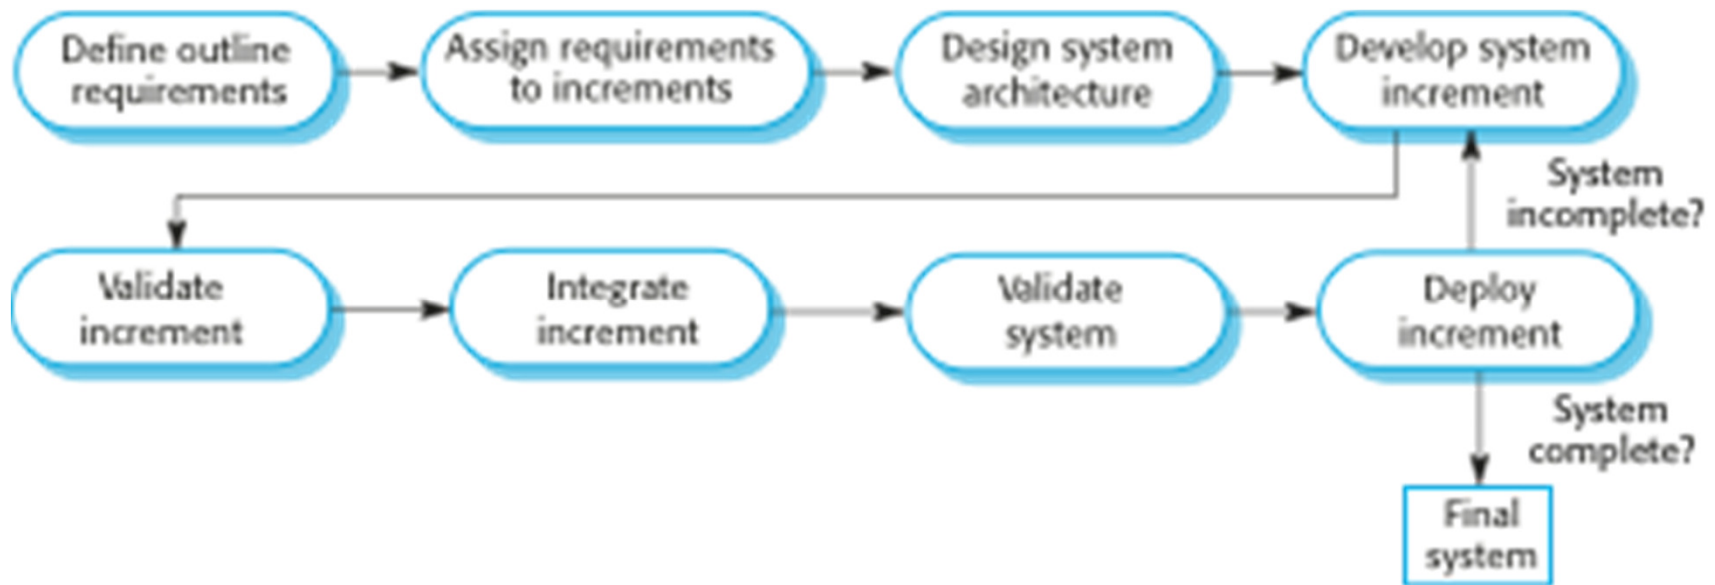 Define outline
requirements
Assign requirements
to increments
Design system
architecture
Develop system
increment
System
incomplete?
Validate
increment
Integrate
increment
Validate
system
Deploy
increment
System
complete?
Final
system